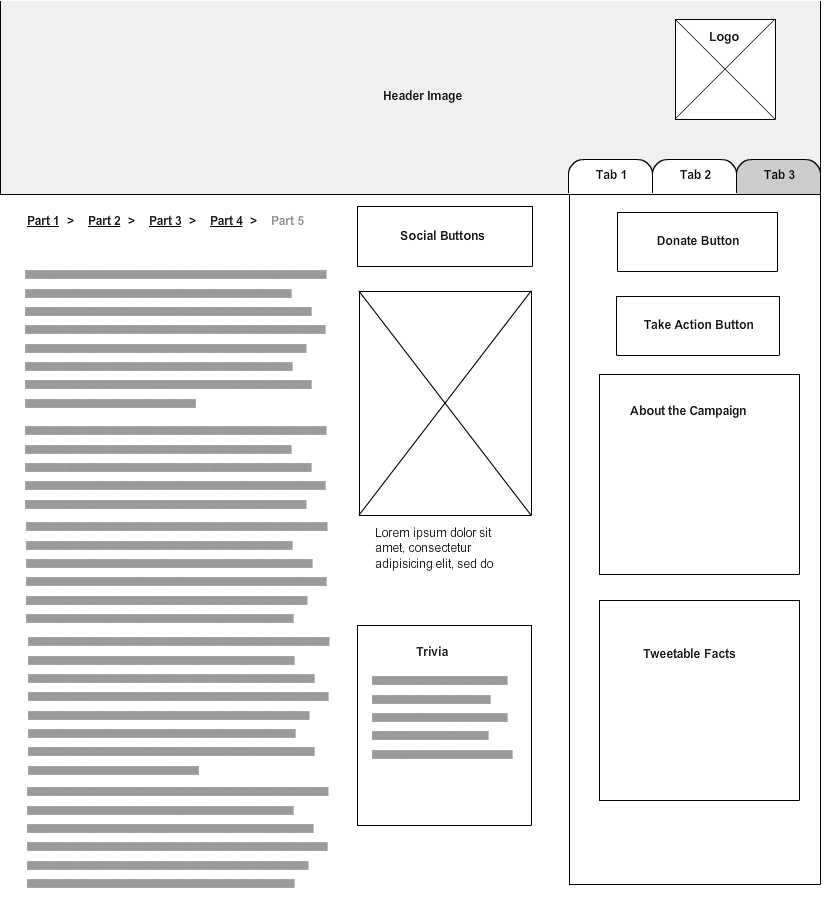 Logo
Header Image
Tab 1 Tab 2 Tab 3
Part 1 > Part 2 > Part 3 > Part 4 > Part 5
Social Buttons
Lorem ipsum dolor sit
amet, consectetur
adipisicing elit, sed do
Trivia
Donate Button
Take Action Button
About the Campaign
Tweetable Facts